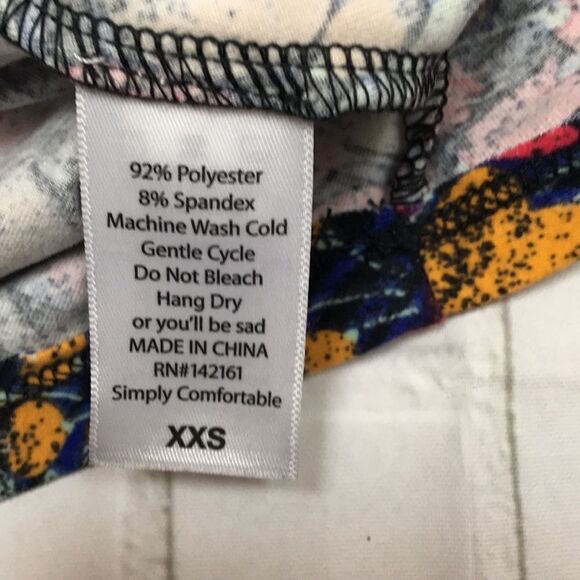 92% Polyester
8% Spandex
Machine Wash Cold
Gentle Cycle
Do Not Bleach
Hang Dry
or you'll be sad
MADE IN CHINA
RN#142161
Simply Comfortable
XXS